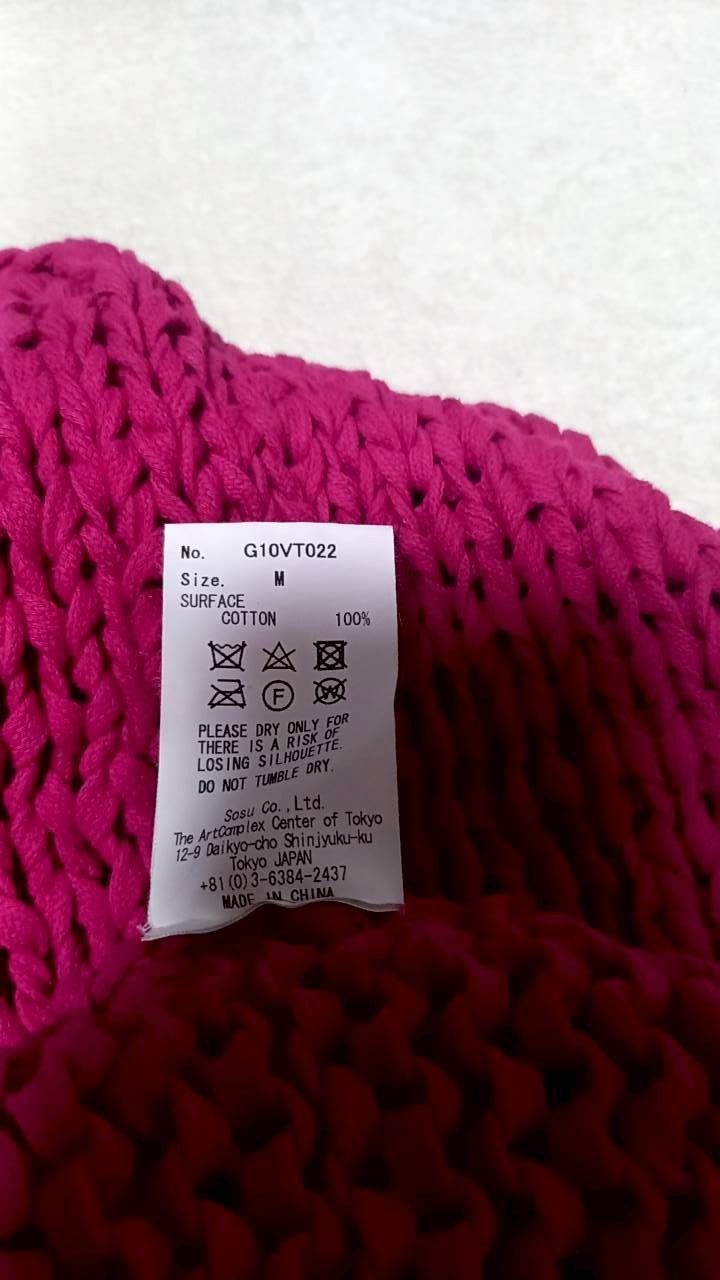 No. G10VT022
Size. M
SURFACE
COTTON 100%
F
W
PLEASE DRY ONLY FOR
THERE IS A RISK OF
LOSING SILHOUETTE.
DO NOT TUMBLE DRY.
Sosu Co.,Ltd.
The ArtComplex Center of Tokyo
12-9 Daikyo-cho Shinjyuku-ku
Tokyo JAPAN
+81(0)3-6384-2437
MADE IN CHINA